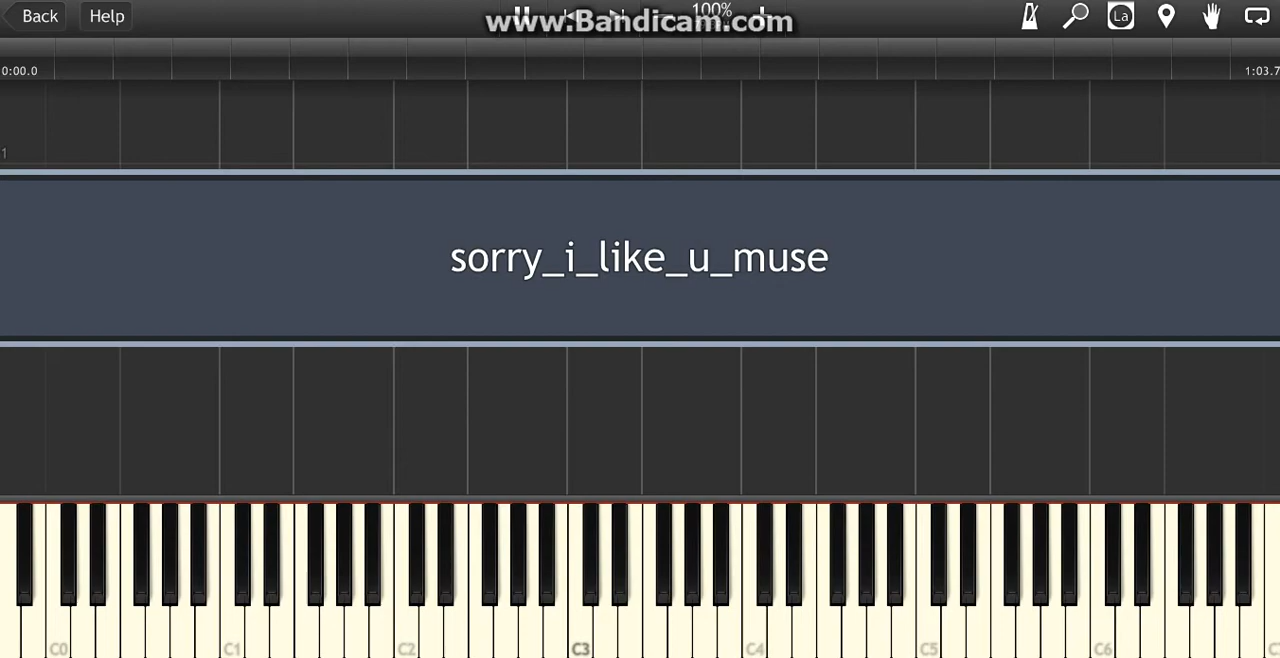 Back Help www.Bandicam.com 100% La
0:00.0 1:03.7
1
sorry_i_like_u_muse
C0 C1 C2 C3 C4 C5 C6